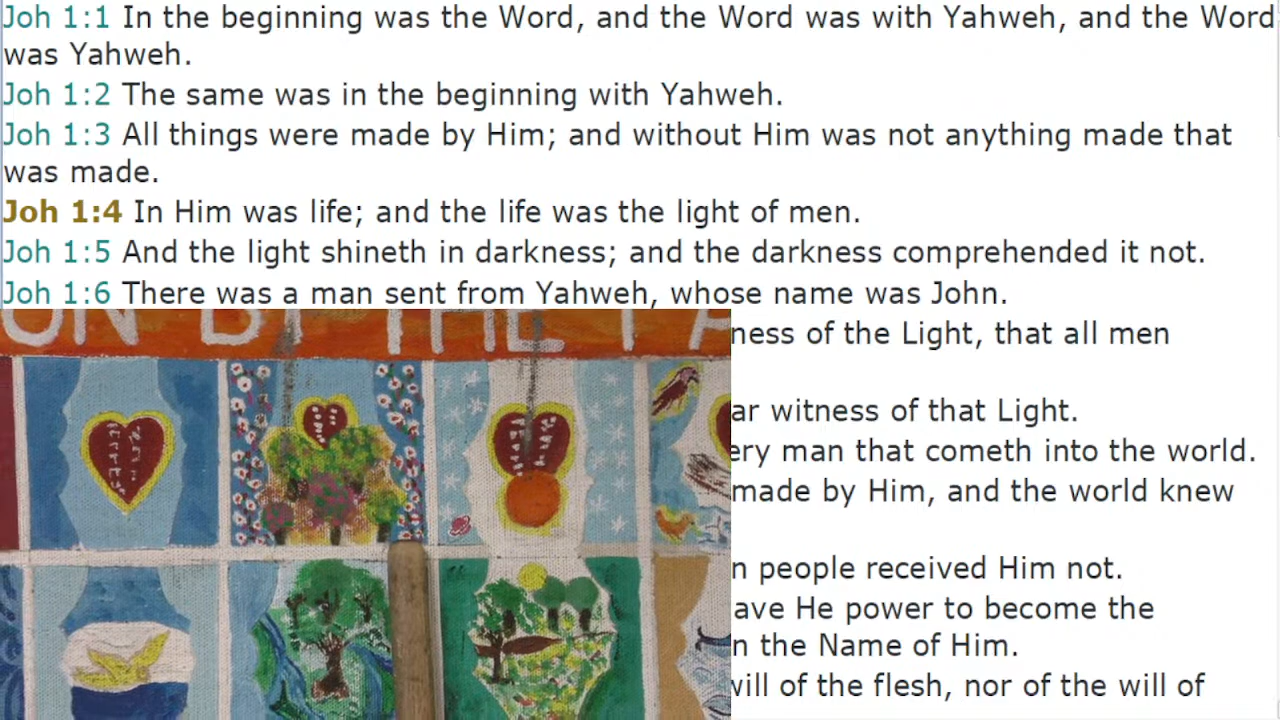 Joh 1:1 In the beginning was the Word, and the Word was with Yahweh, and the Word
was Yahweh.
Joh 1:2 The same was in the beginning with Yahweh.
Joh 1:3 All things were made by Him; and without Him was not anything made that
was made.
Joh 1:4 In Him was life; and the life was the light of men.
Joh 1:5 And the light shineth in darkness; and the darkness comprehended it not.
Joh 1:6 There was a man sent from Yahweh, whose name was John.
ness of the Light, that all men
ar witness of that Light.
ery man that cometh into the world.
made by Him, and the world knew
n people received Him not.
ave He power to become the
n the Name of Him.
will of the flesh, nor of the will of
ON BY THE FA